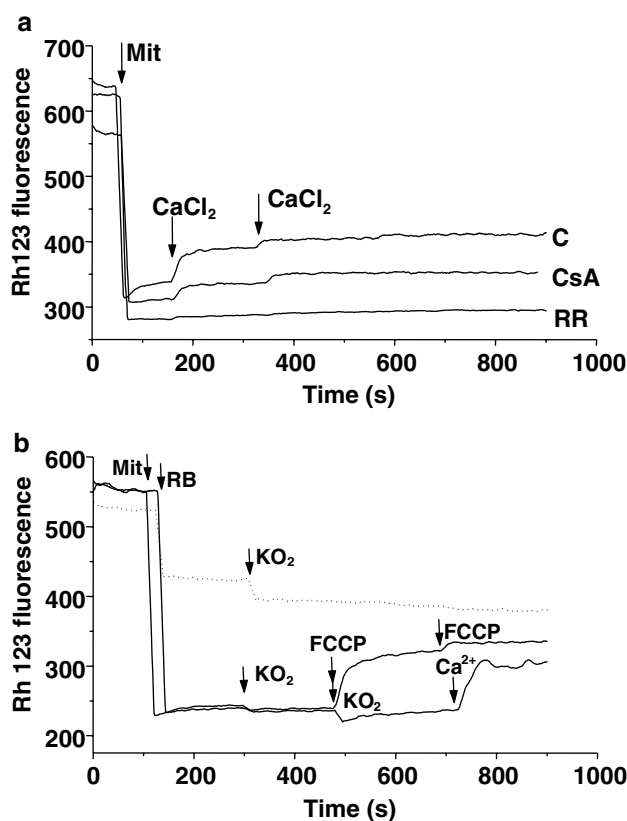 a
700
600
500
400
300
Rh123 fluorescence
Mit
CaCl₂
CaCl₂
C
CsA
RR
0 200 400 600 800 1000
Time (s)
b
600
500
400
300
200
Rh 123 fluorescence
Mit
RB
KO₂
FCCP
FCCP
KO₂
KO₂
Ca²⁺
0 200 400 600 800 1000
Time (s)